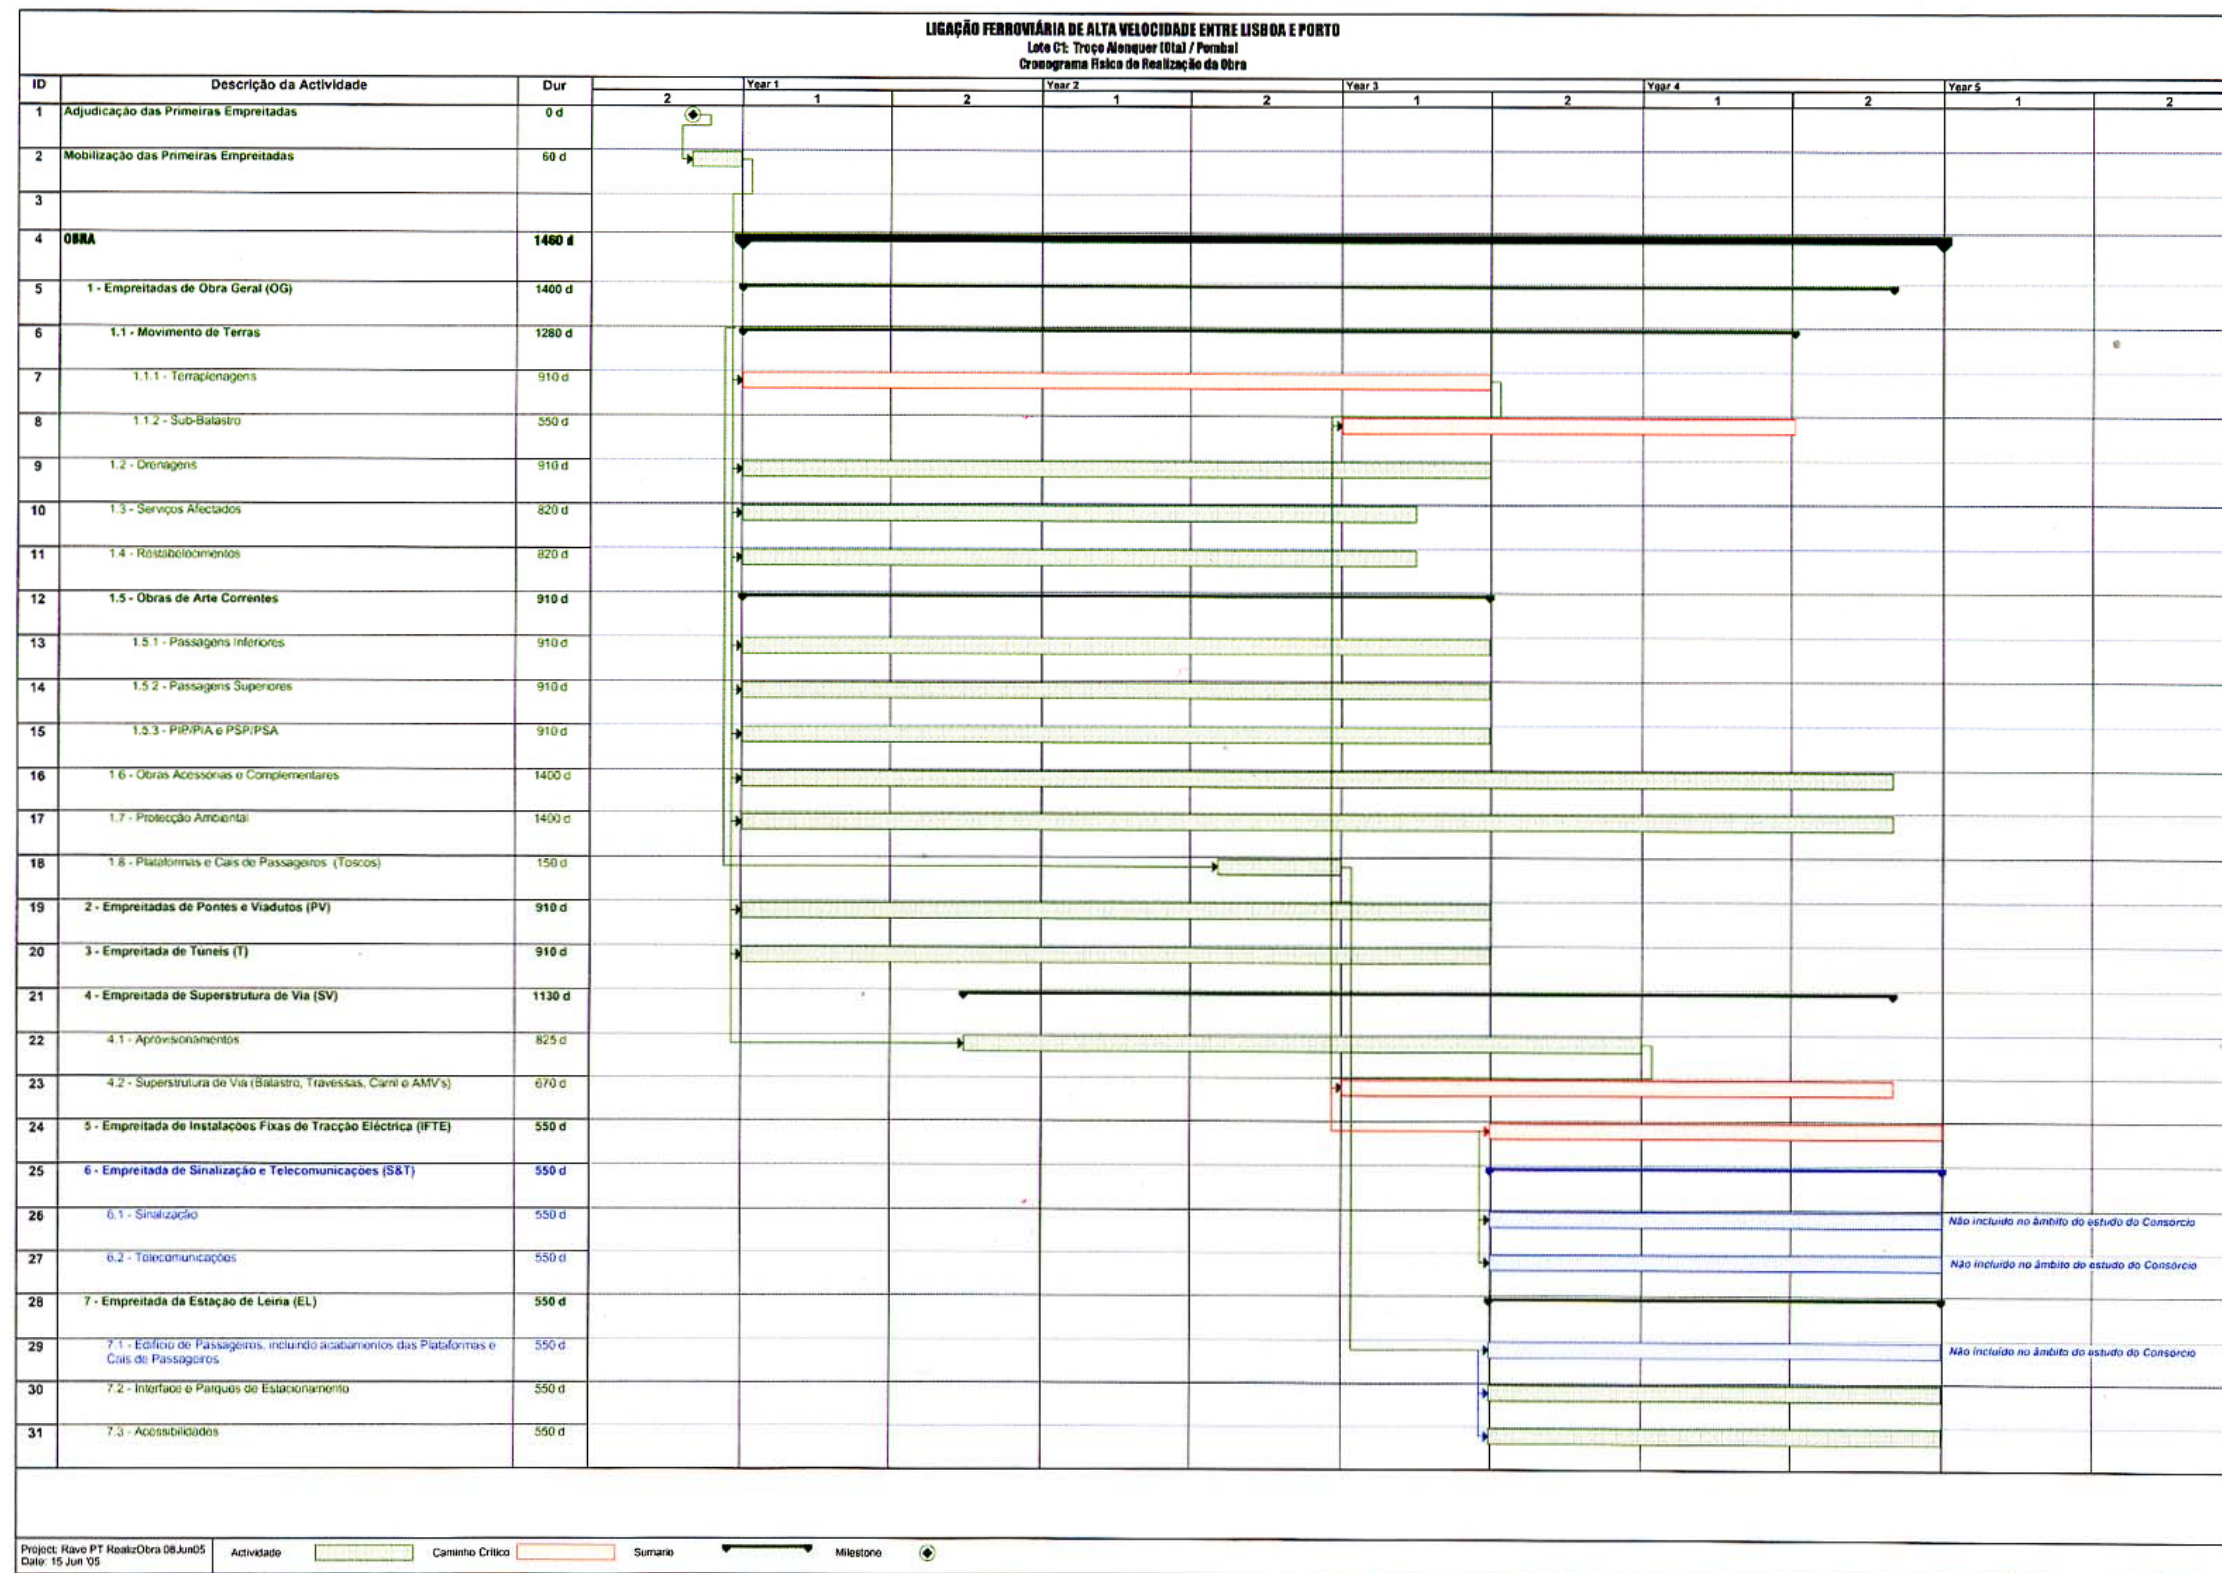 LIGAÇÃO FERROVIÁRIA DE ALTA VELOCIDADE ENTRE LISBOA E PORTO
Lote C1: Troço Alenquer (Ota) / Pombal
Cronograma Físico de Realização da Obra
ID Descrição da Actividade Dur Year 1 Year 2 Year 3 Year 4 Year 5
2 1 2 1 2 1 2 1 2 1 2
1 Adjudicação das Primeiras Empreitadas 0 d
2 Mobilização das Primeiras Empreitadas 60 d
3
4 OBRA 1460 d
5 1 - Empreitadas de Obra Geral (OG) 1400 d
6 1.1 - Movimento de Terras 1280 d
7 1.1.1 - Terraplenagens 910 d
8 1.1.2 - Sub-Balastro 550 d
9 1.2 - Drenagens 910 d
10 1.3 - Serviços Afectados 820 d
11 1.4 - Restabelecimentos 820 d
12 1.5 - Obras de Arte Correntes 910 d
13 1.5.1 - Passagens Inferiores 910 d
14 1.5.2 - Passagens Superiores 910 d
15 1.5.3 - PIP/PIA e PSP/PSA 910 d
16 1.6 - Obras Acessórias e Complementares 1400 d
17 1.7 - Protecção Ambiental 1400 d
18 1.8 - Plataformas e Cais de Passageiros (Toscos) 150 d
19 2 - Empreitadas de Pontes e Viadutos (PV) 910 d
20 3 - Empreitada de Túneis (T) 910 d
21 4 - Empreitada de Superstrutura de Via (SV) 1130 d
22 4.1 - Aprovisionamentos 825 d
23 4.2 - Superstrutura de Via (Balastro, Travessas, Carril e AMV's) 670 d
24 5 - Empreitada de Instalações Fixas de Tracção Eléctrica (IFTE) 550 d
25 6 - Empreitada de Sinalização e Telecomunicações (S&T) 550 d
26 6.1 - Sinalização 550 d Não incluído no âmbito do estudo do Consórcio
27 6.2 - Telecomunicações 550 d Não incluído no âmbito do estudo do Consórcio
28 7 - Empreitada da Estação de Leiria (EL) 550 d
29 7.1 - Edifício de Passageiros, incluindo acabamentos das Plataformas e 550 d Não incluído no âmbito do estudo do Consórcio
Cais de Passageiros
30 7.2 - Interface e Parques de Estacionamento 550 d
31 7.3 - Acessibilidades 550 d
Project: Rave PT RealizObra 08Jun05
Date: 15 Jun '05
Actividade Caminho Crítico Sumario Milestone